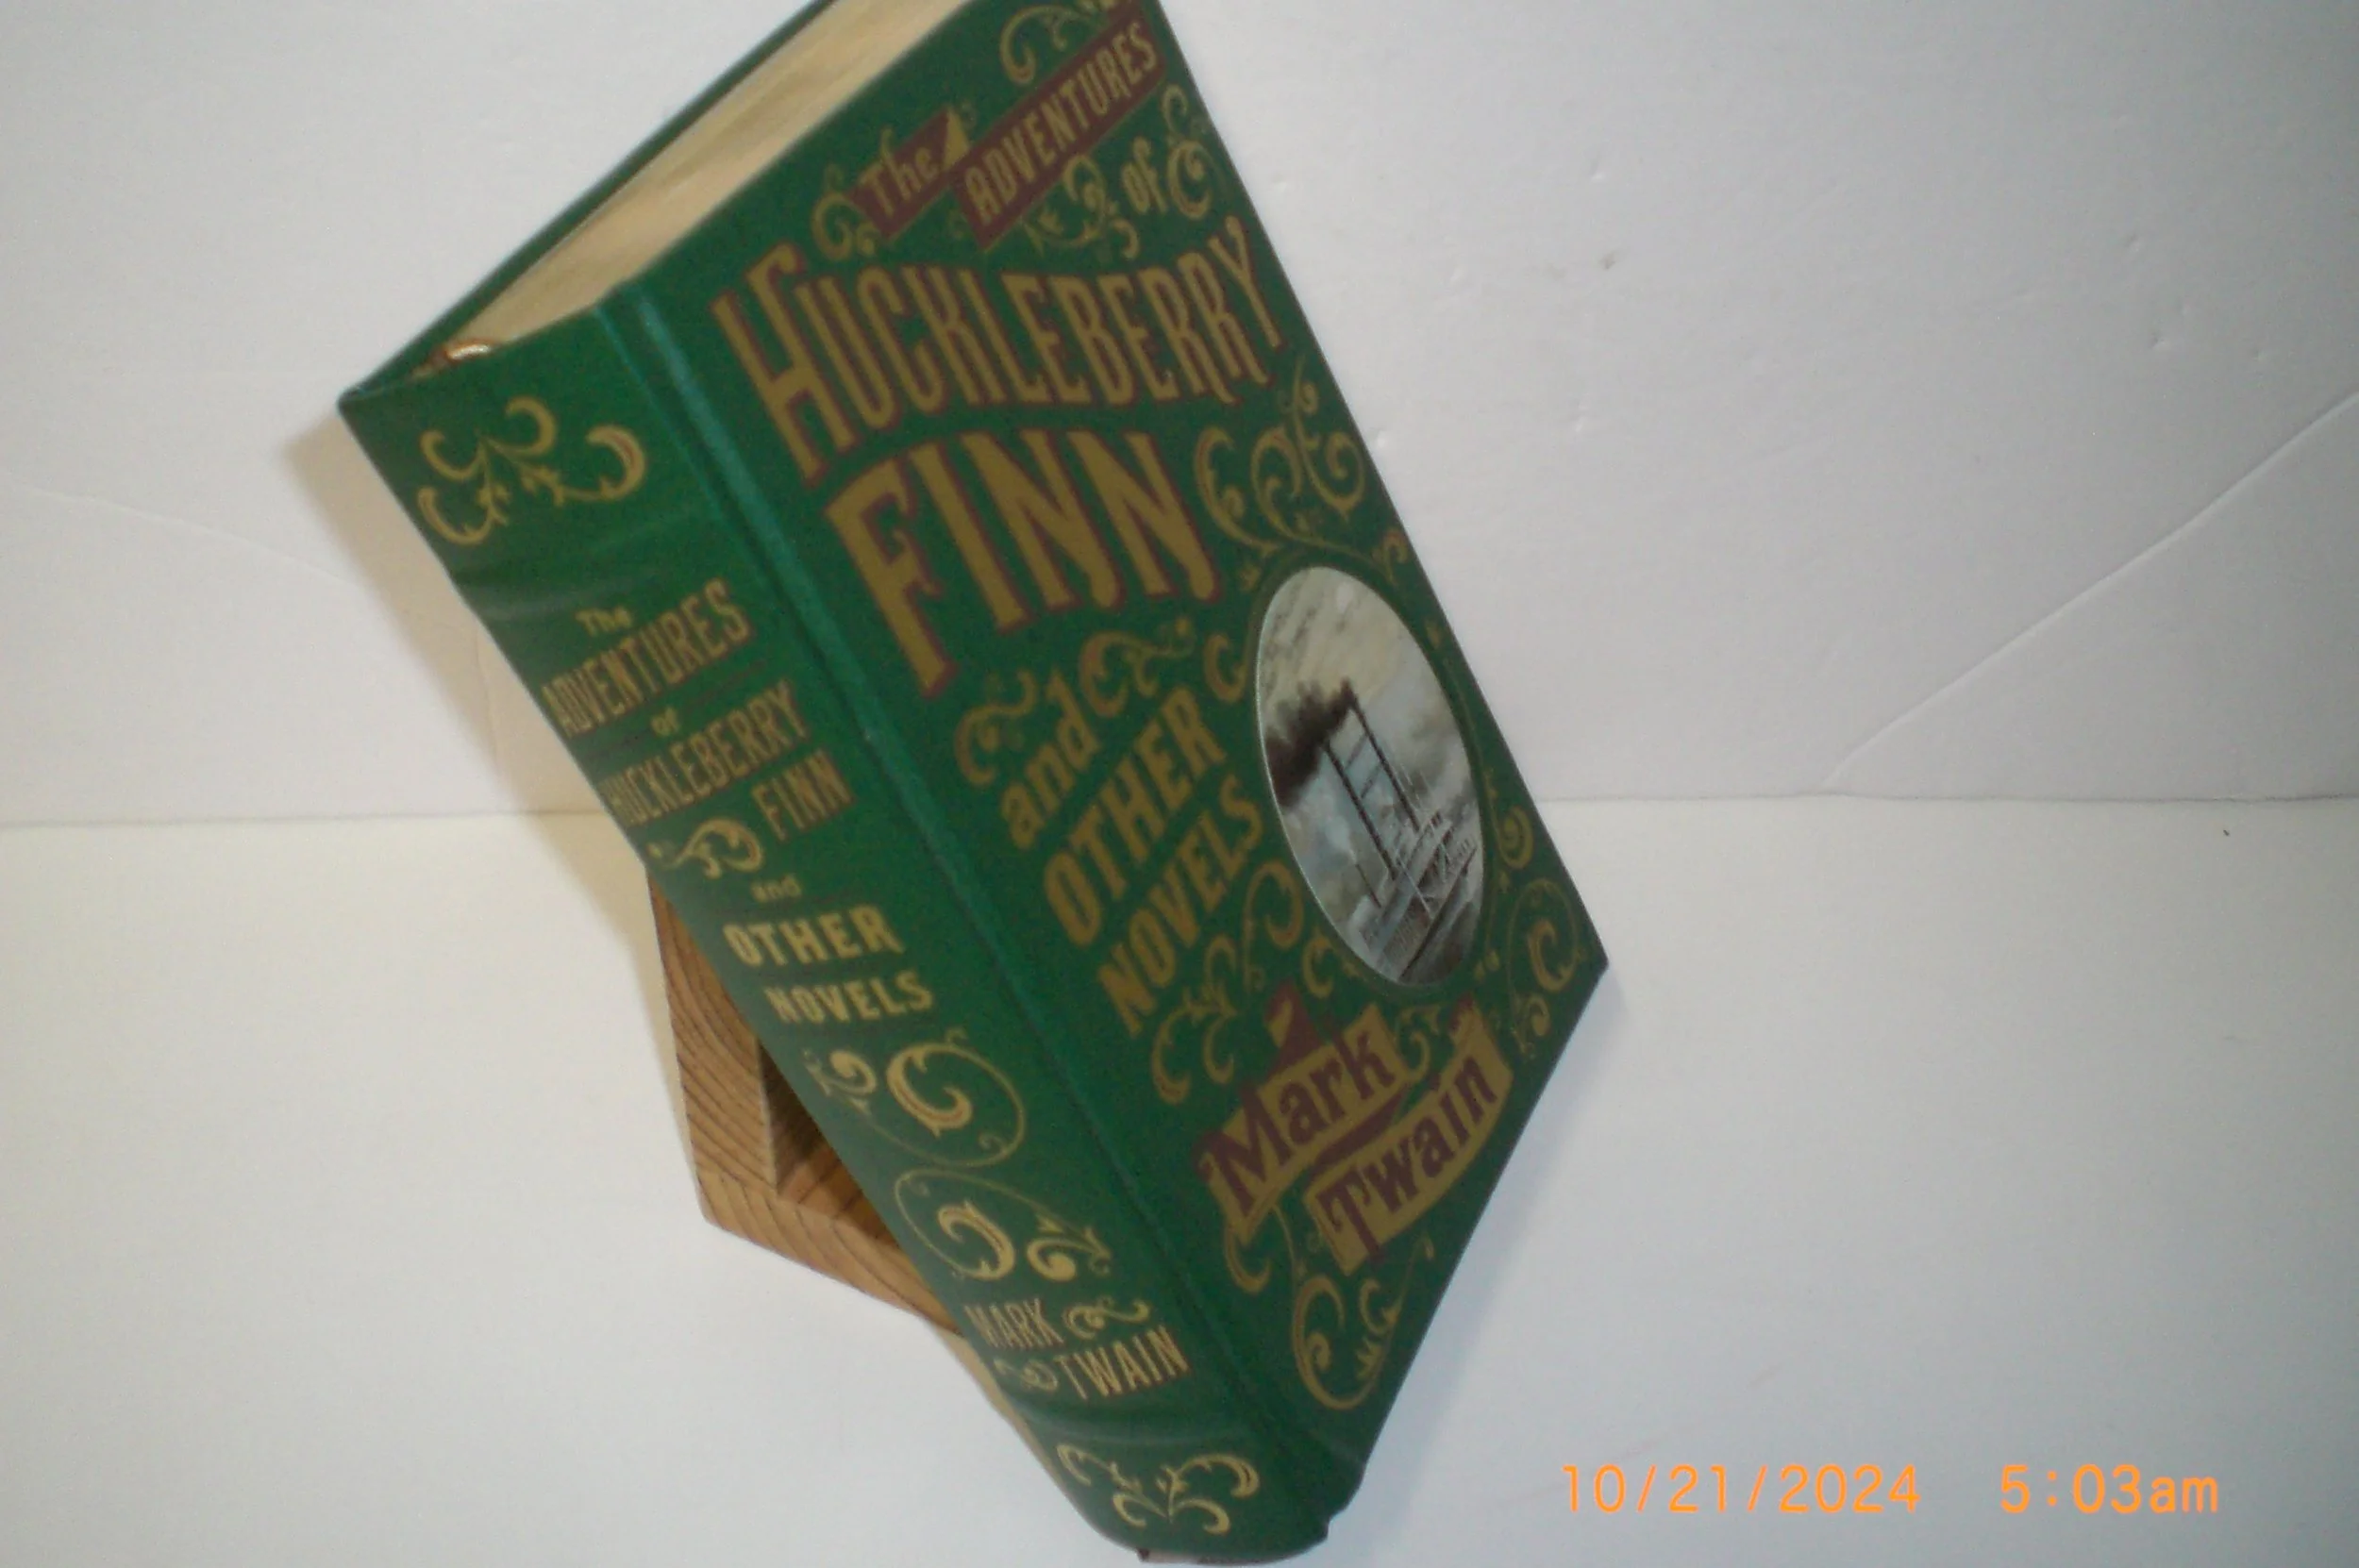 The ADVENTURES
of
HUCKLEBERRY
FINN
and
OTHER
NOVELS
Mark
Twain
The
ADVENTURES
of
HUCKLEBERRY
FINN
and
OTHER
NOVELS
MARK
TWAIN
10/21/2024 5:03am